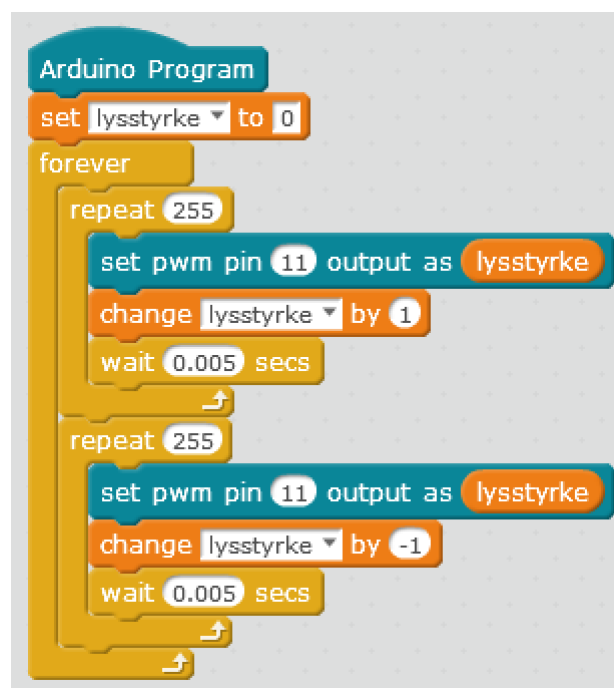 Arduino Program
set lysstyrke to 0
forever
repeat 255
set pwm pin 11 output as lysstyrke
change lysstyrke by 1
wait 0.005 secs
repeat 255
set pwm pin 11 output as lysstyrke
change lysstyrke by -1
wait 0.005 secs